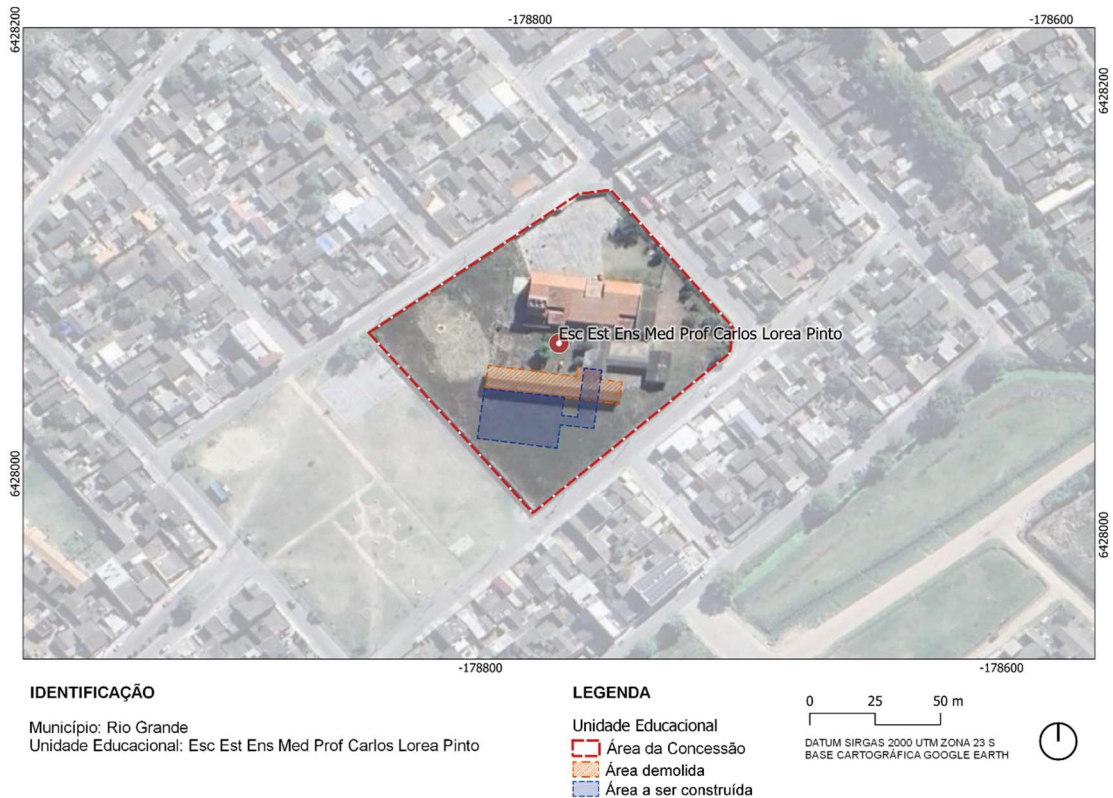 -178800
-178600
6428200
6428200
Esc Est Ens Med Prof Carlos Lorea Pinto
6428000
6428000
-178800
-178600
IDENTIFICAÇÃO
Município: Rio Grande
Unidade Educacional: Esc Est Ens Med Prof Carlos Lorea Pinto
LEGENDA
Unidade Educacional
Área da Concessão
Área demolida
Área a ser construída
0 25 50 m
DATUM SIRGAS 2000 UTM ZONA 23 S
BASE CARTOGRÁFICA GOOGLE EARTH